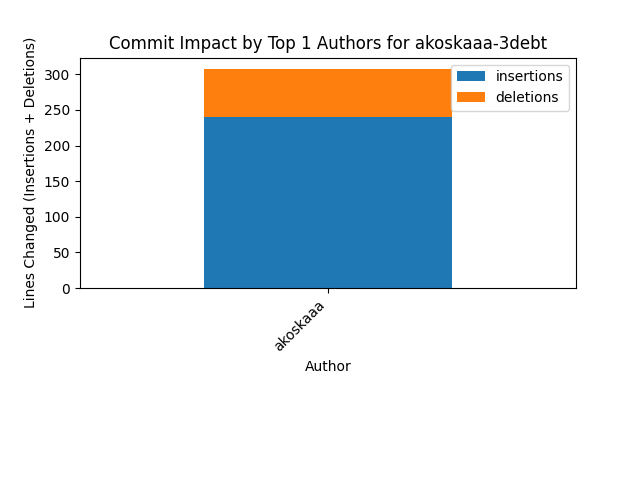 Commit Impact by Top 1 Authors for akoskaaa-3debt
Lines Changed (Insertions + Deletions)
300
250
200
150
100
50
0
insertions
deletions
akoskaaa
Author